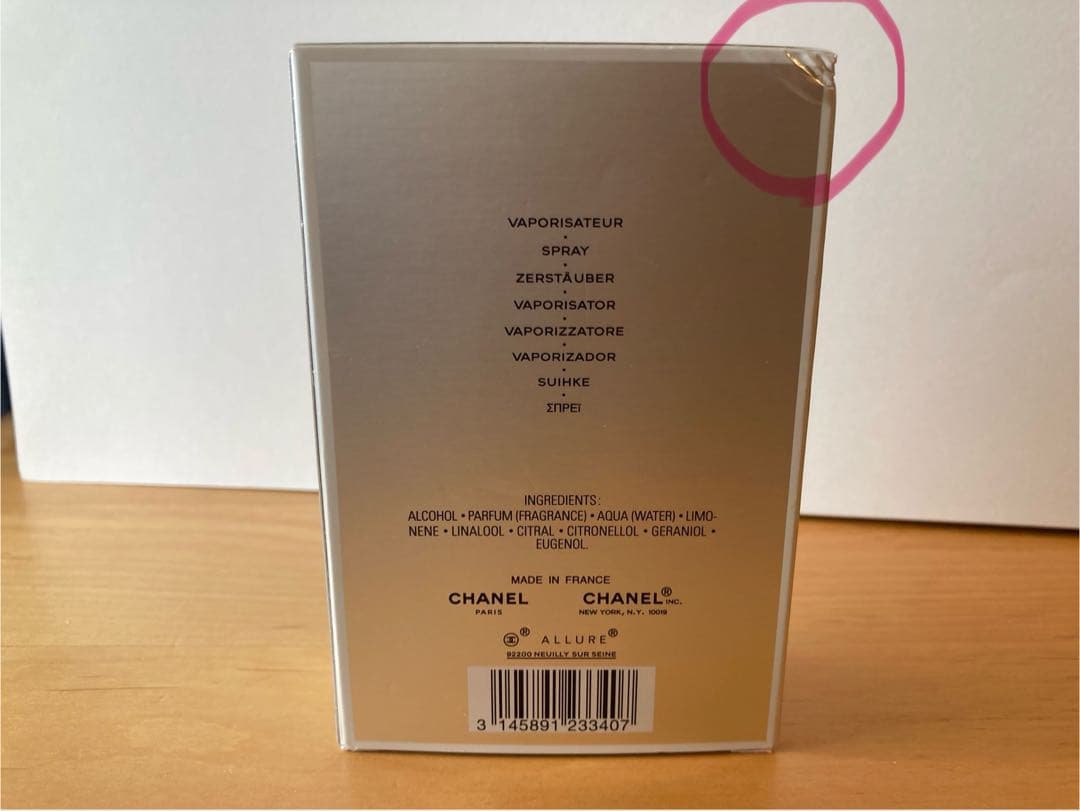 VAPORISATEUR
•
SPRAY
•
ZERSTÄUBER
•
VAPORISATOR
•
VAPORIZZATORE
•
VAPORIZADOR
•
SUIHKE
•
ΣΠΡΕΪ
INGREDIENTS:
ALCOHOL • PARFUM (FRAGRANCE) • AQUA (WATER) • LIMO-
NENE • LINALOOL • CITRAL • CITRONELLOL • GERANIOL •
EUGENOL.
MADE IN FRANCE
CHANEL CHANEL® INC.
PARIS NEW YORK, N.Y. 10019
® ALLURE®
92200 NEUILLY SUR SEINE
3 145891 233407